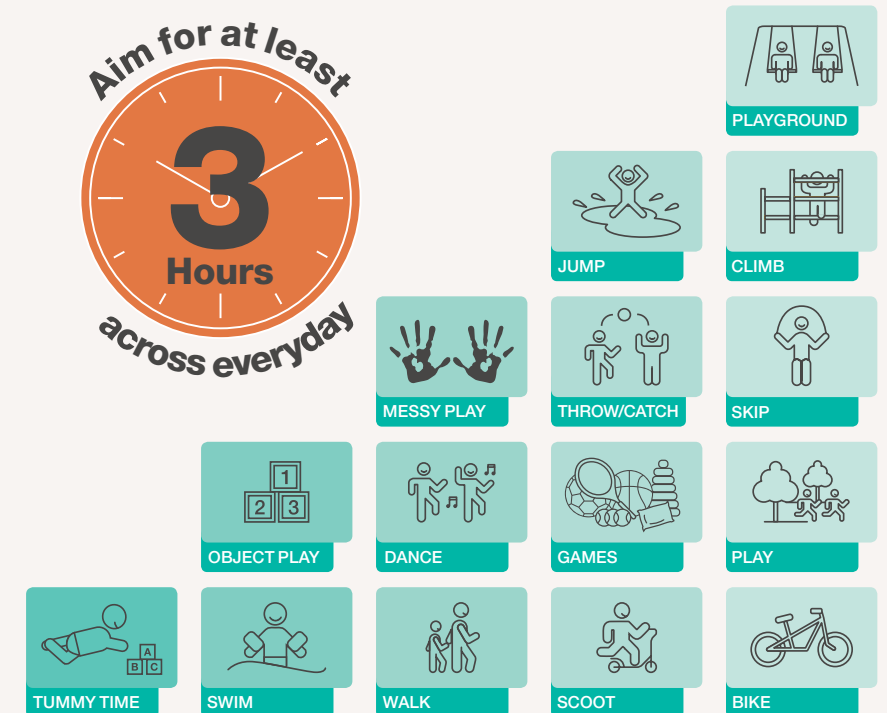 Aim for at least
3
Hours
across everyday
PLAYGROUND
JUMP
CLIMB
MESSY PLAY
THROW/CATCH
SKIP
1
2 3
OBJECT PLAY
DANCE
GAMES
PLAY
A
B C
TUMMY TIME
SWIM
WALK
SCOOT
BIKE